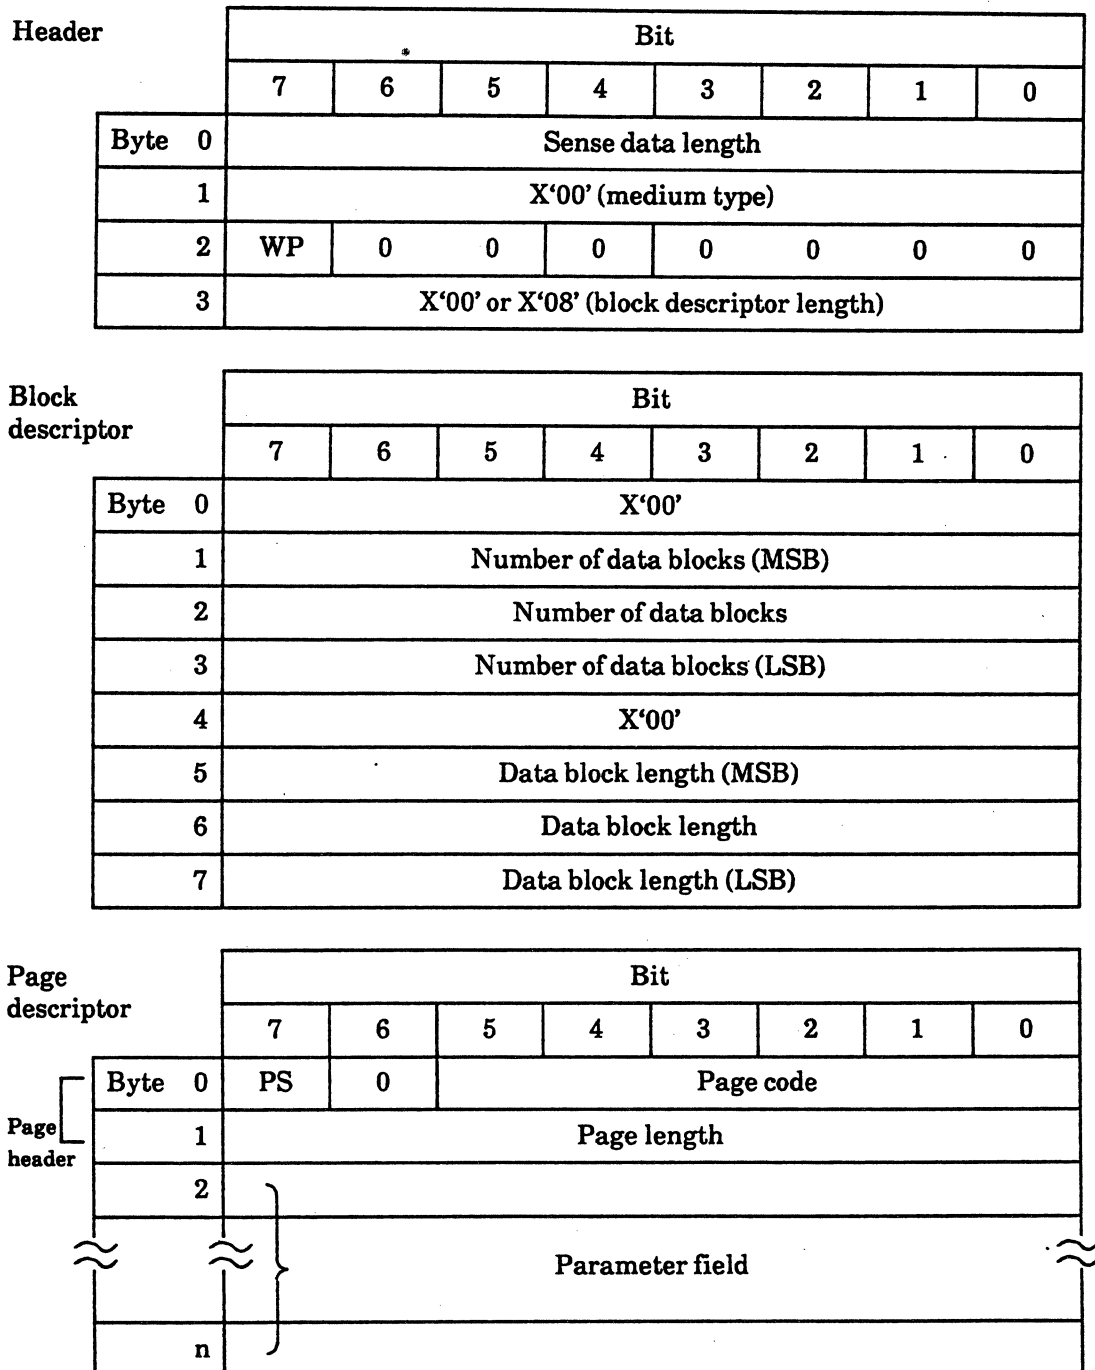 Header
Bit
7 6 5 4 3 2 1 0
Byte 0 Sense data length
1 X‘00’ (medium type)
2 WP 0 0 0 0 0 0 0
3 X‘00’ or X‘08’ (block descriptor length)
Block
descriptor
Bit
7 6 5 4 3 2 1 0
Byte 0 X‘00’
1 Number of data blocks (MSB)
2 Number of data blocks
3 Number of data blocks (LSB)
4 X‘00’
5 Data block length (MSB)
6 Data block length
7 Data block length (LSB)
Page
descriptor
Bit
7 6 5 4 3 2 1 0
Byte 0 PS 0 Page code
Page
header
1 Page length
2
Parameter field
n